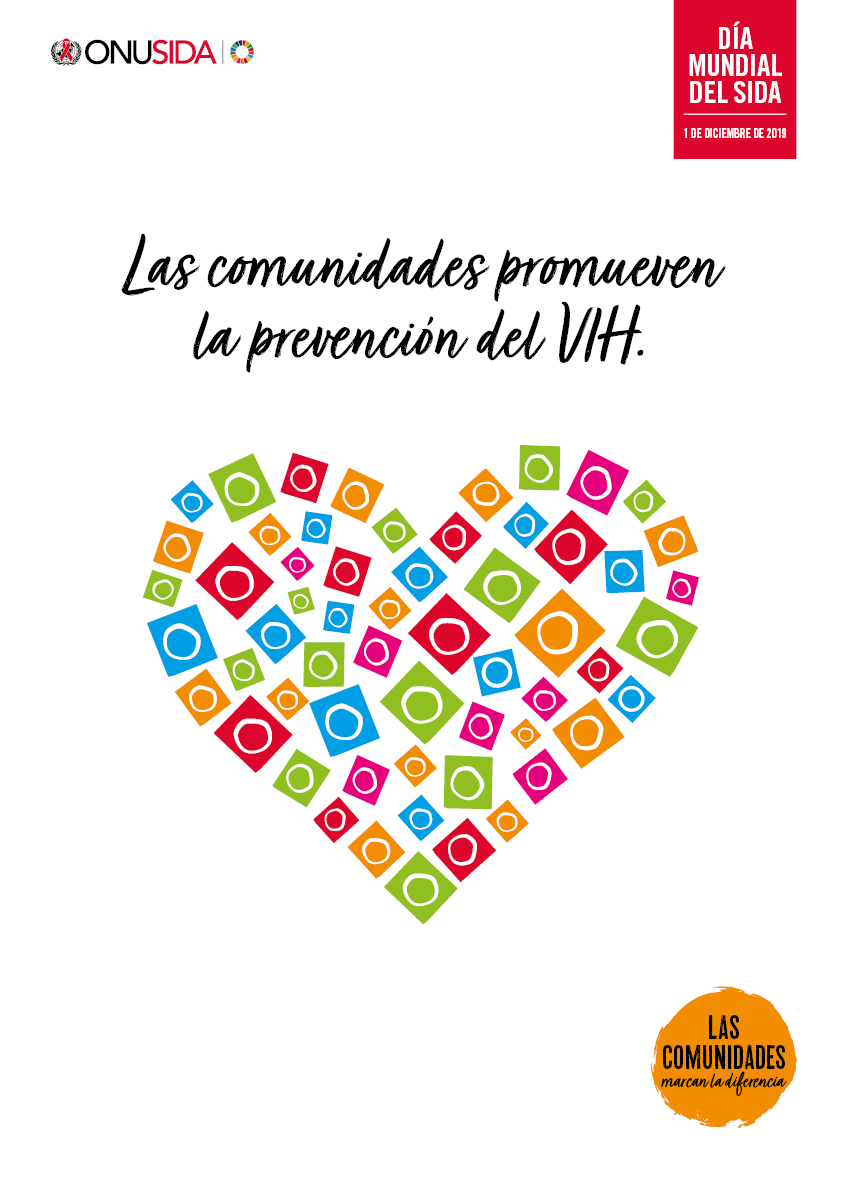 ONUSIDA
DÍA
MUNDIAL
DEL SIDA
1 DE DICIEMBRE DE 2019
Las comunidades promueven
la prevención del VIH.
LAS
COMUNIDADES
marcan la diferencia